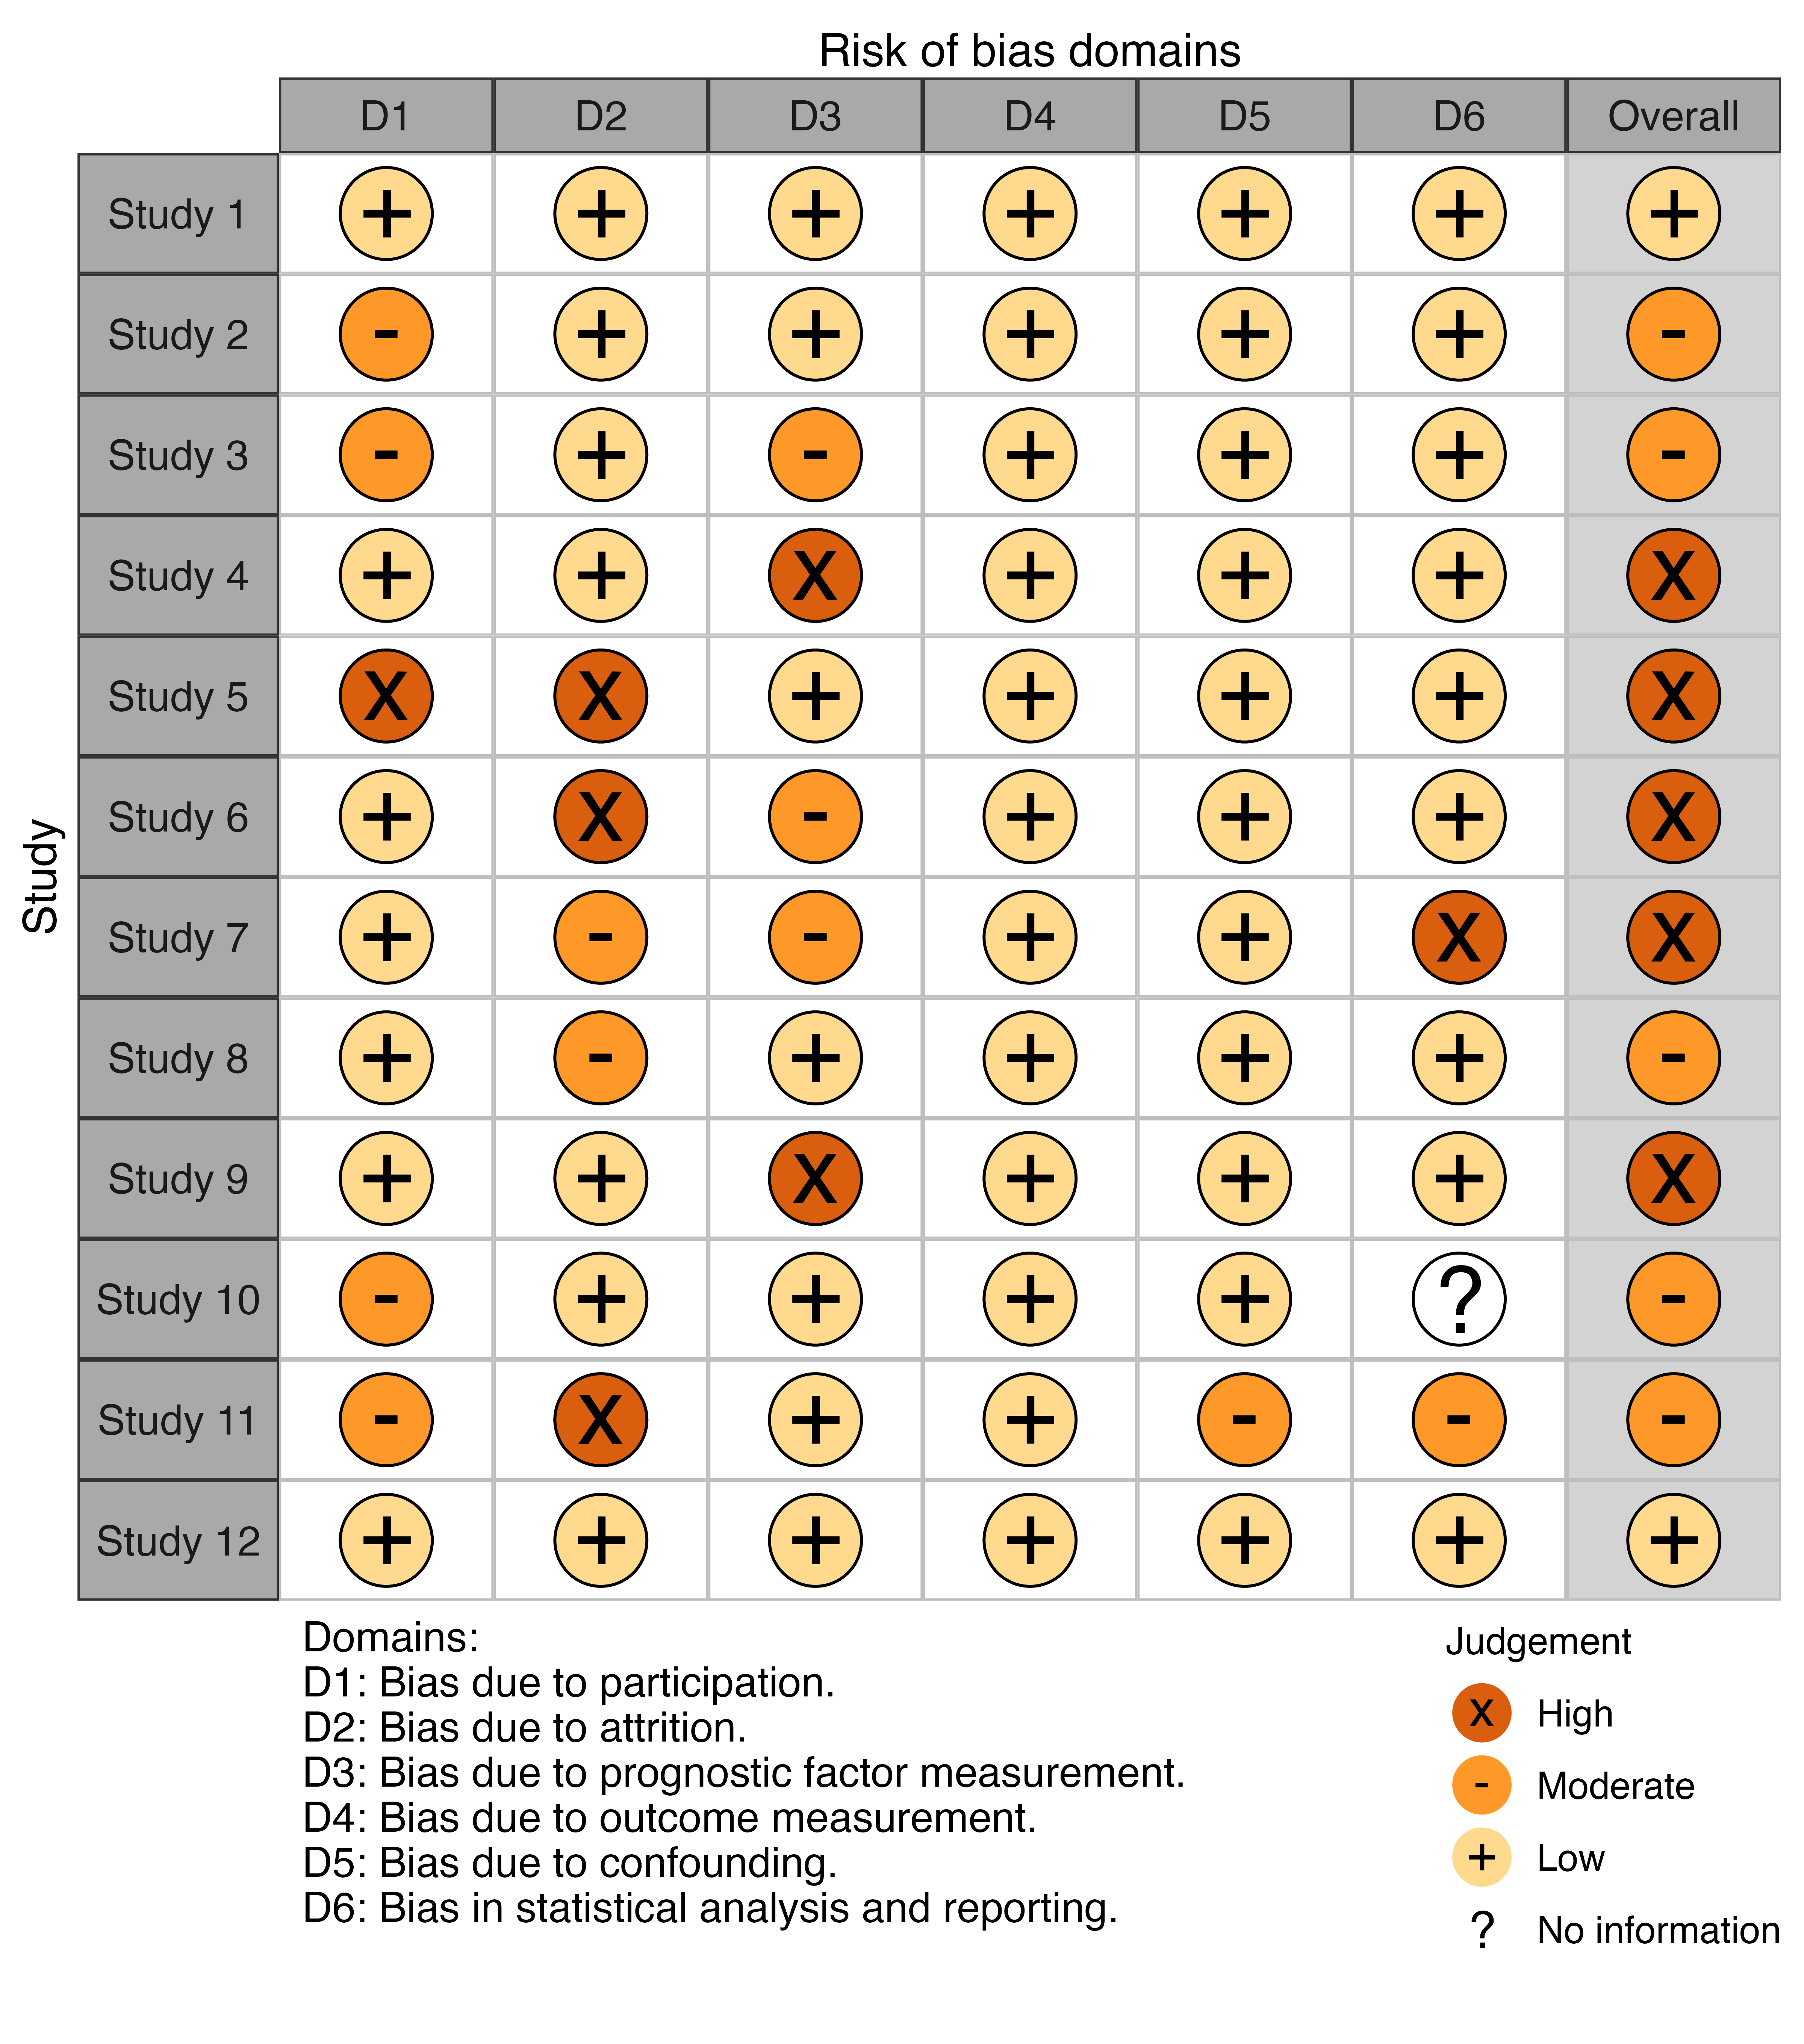 Risk of bias domains
D1 D2 D3 D4 D5 D6 Overall
Study
Study 1 + + + + + + +
Study 2 - + + + + + -
Study 3 - + - + + + -
Study 4 + + X + + + X
Study 5 X X + + + + X
Study 6 + X - + + + X
Study 7 + - - + + X X
Study 8 + - + + + + -
Study 9 + + X + + + X
Study 10 - + + + + ? -
Study 11 - X + + - - -
Study 12 + + + + + + +
Domains:
D1: Bias due to participation.
D2: Bias due to attrition.
D3: Bias due to prognostic factor measurement.
D4: Bias due to outcome measurement.
D5: Bias due to confounding.
D6: Bias in statistical analysis and reporting.
Judgement
X High
- Moderate
+ Low
? No information